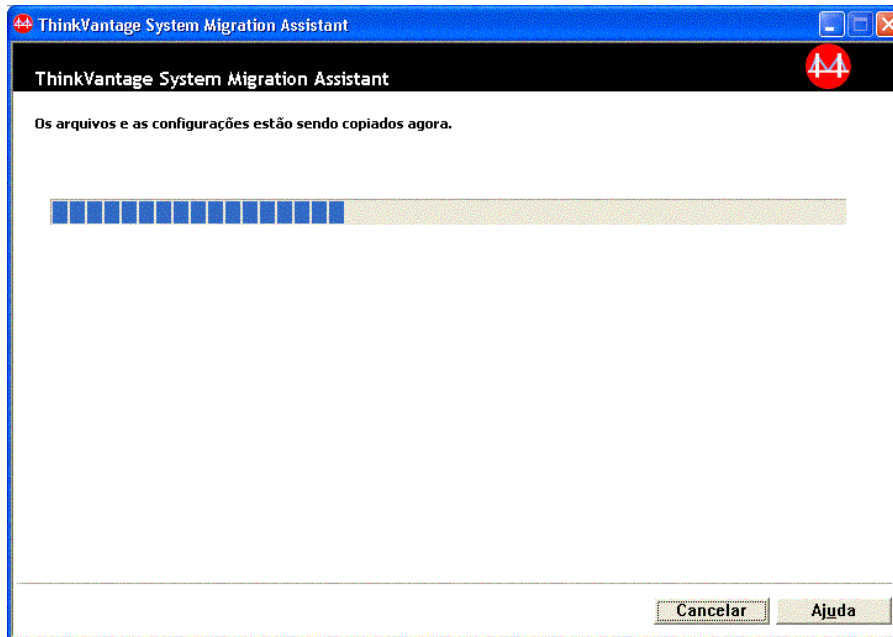 ThinkVantage System Migration Assistant
ThinkVantage System Migration Assistant
Os arquivos e as configurações estão sendo copiados agora.
Cancelar
Ajuda